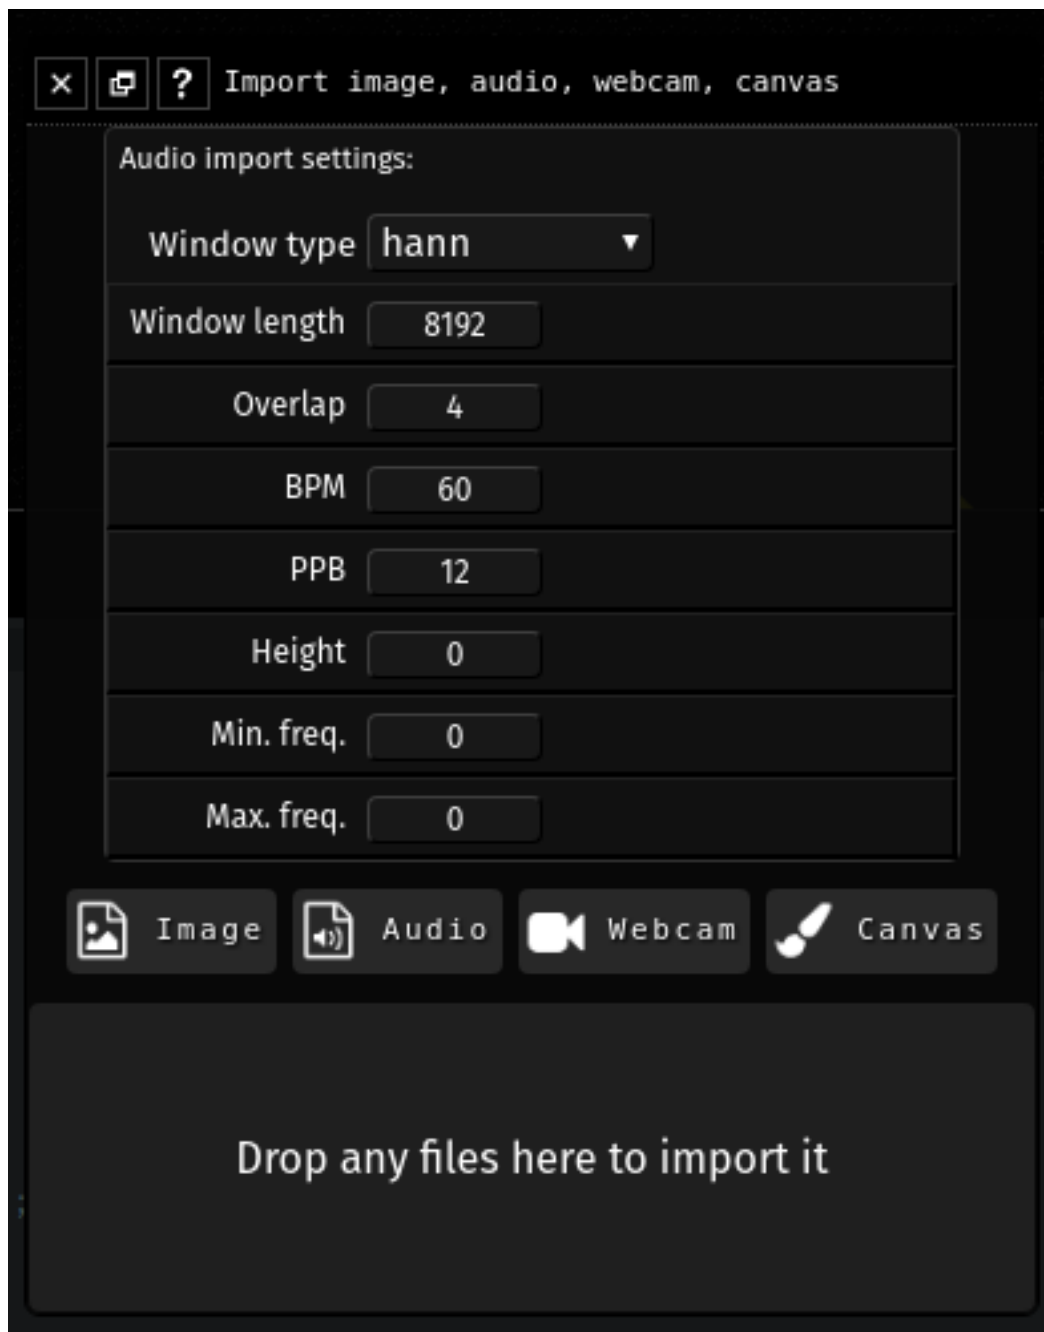 Import image, audio, webcam, canvas
Audio import settings:
Window type hann
Window length 8192
Overlap 4
BPM 60
PPB 12
Height 0
Min. freq. 0
Max. freq. 0
Image Audio Webcam Canvas
Drop any files here to import it